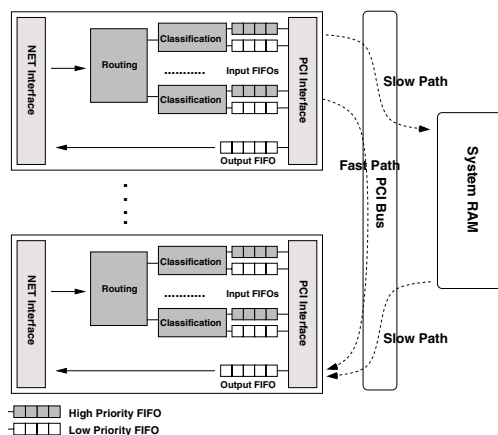 NET Interface
Routing
Classification
Input FIFOs
Classification
PCI Interface
Output FIFO
Slow Path
Fast Path
PCI Bus
System RAM
NET Interface
Routing
Classification
Input FIFOs
Classification
PCI Interface
Output FIFO
Slow Path
High Priority FIFO
Low Priority FIFO